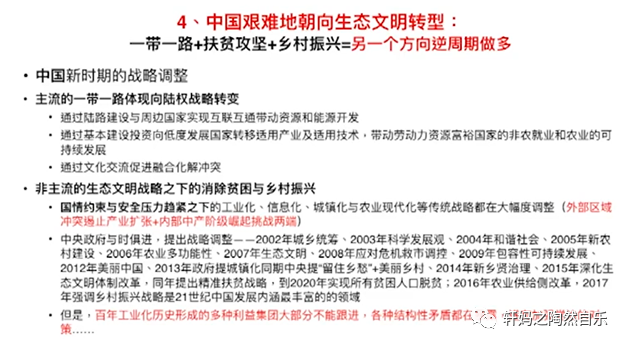 4、中国艰难地朝向生态文明转型：
一带一路+扶贫攻坚+乡村振兴=另一个方向逆周期做多
• 中国新时期的战略调整
• 主流的一带一路体现向陆权战略转变
• 通过陆路建设与周边国家实现互联互通带动资源和能源开发
• 通过基本建设投资向低度发展国家转移适用产业及适用技术，带动劳动力资源富裕国家的非农就业和农业的可
持续发展
• 通过文化交流促进融合化解冲突
• 非主流的生态文明战略之下的消除贫困与乡村振兴
• 国情约束与安全压力趋紧之下的工业化、信息化、城镇化与农业现代化等传统战略都在大幅度调整（外部区域
冲突遏止产业扩张+内部中产阶级崛起挑战两端）
• 中央政府与时俱进，提出战略调整——2002年城乡统筹、2003年科学发展观、2004年和谐社会、2005年新农
村建设、2006年农业多功能性、2007年生态文明、2008年应对危机救市调控、2009年包容性可持续发展、
2012年美丽中国、2013年政府提城镇化同期中央提“留住乡愁”+美丽乡村、2014年新乡贤治理、2015年深化生
态文明体制改革，同年提出精准扶贫战略，到2020年实现所有贫困人口脱贫；2016年农业供给侧改革，2017
年强调乡村振兴战略是21世纪中国发展内涵最丰富的的领域
• 但是，百年工业化历史形成的多种利益集团大部分不能跟进，各种结构性矛盾都在
策……
轩妈之陶然自乐